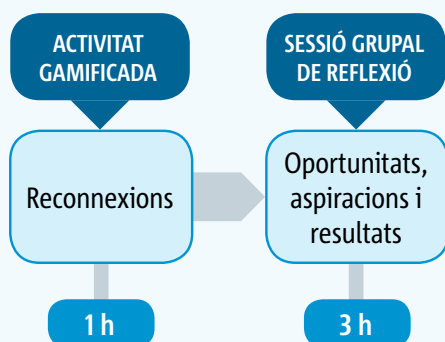 ACTIVITAT
GAMIFICADA
Reconnexions
1 h
SESSIÓ GRUPAL
DE REFLEXIÓ
Oportunitats,
aspiracions i
resultats
3 h